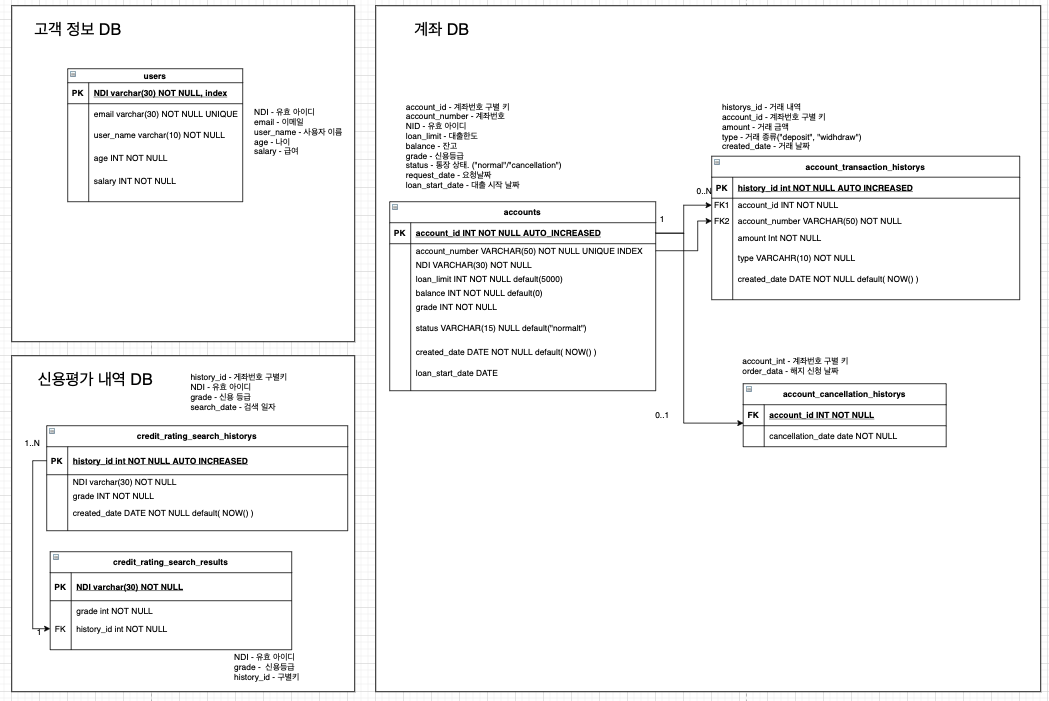 고객 정보 DB
users
PK NDI varchar(30) NOT NULL, index
email varchar(30) NOT NULL UNIQUE
user_name varchar(10) NOT NULL
age INT NOT NULL
salary INT NOT NULL
NDI - 유효 아이디
email - 이메일
user_name - 사용자 이름
age - 나이
salary - 급여
신용평가 내역 DB
history_id - 게좌번호 구별키
NDI - 유효 아이디
grade - 신용 등급
search_date - 검색 일자
1..N
credit_rating_search_historys
PK history_id int NOT NULL AUTO INCREASED
NDI varchar(30) NOT NULL
grade INT NOT NULL
created_date DATE NOT NULL default( NOW() )
credit_rating_search_results
PK NDI varchar(30) NOT NULL
grade int NOT NULL
1 FK history_id int NOT NULL
NDI - 유효 아이디
grade - 신용등급
history_id - 구별키
계좌 DB
account_id - 계좌번호 구별 키
account_number - 계좌번호
NID - 유효 아이디
loan_limit - 대출한도
balance - 잔고
grade - 신용등급
status - 통장 상태. ("normal"/"cancellation")
request_date - 요청날짜
loan_start_date - 대출 시작 날짜
accounts
PK account_id INT NOT NULL AUTO_INCREASED
account_number VARCHAR(50) NOT NULL UNIQUE INDEX
NDI VARCHAR(30) NOT NULL
loan_limit INT NOT NULL default(5000)
balance INT NOT NULL default(0)
grade INT NOT NULL
status VARCHAR(15) NULL default("normalt")
created_date DATE NOT NULL default( NOW() )
loan_start_date DATE
1
0..N
0..1
historys_id - 거래 내역
account_id - 계좌번호 구별 키
amount - 거래 금액
type - 거래 종류("deposit", "widhdraw")
created_date - 거래 날짜
account_transaction_historys
PK history_id int NOT NULL AUTO INCREASED
FK1 account_id INT NOT NULL
FK2 account_number VARCHAR(50) NOT NULL
amount Int NOT NULL
type VARCAHR(10) NOT NULL
created_date DATE NOT NULL default( NOW() )
account_int - 계좌번호 구별 키
order_data - 해지 신청 날짜
account_cancellation_historys
FK account_id INT NOT NULL
cancellation_date date NOT NULL